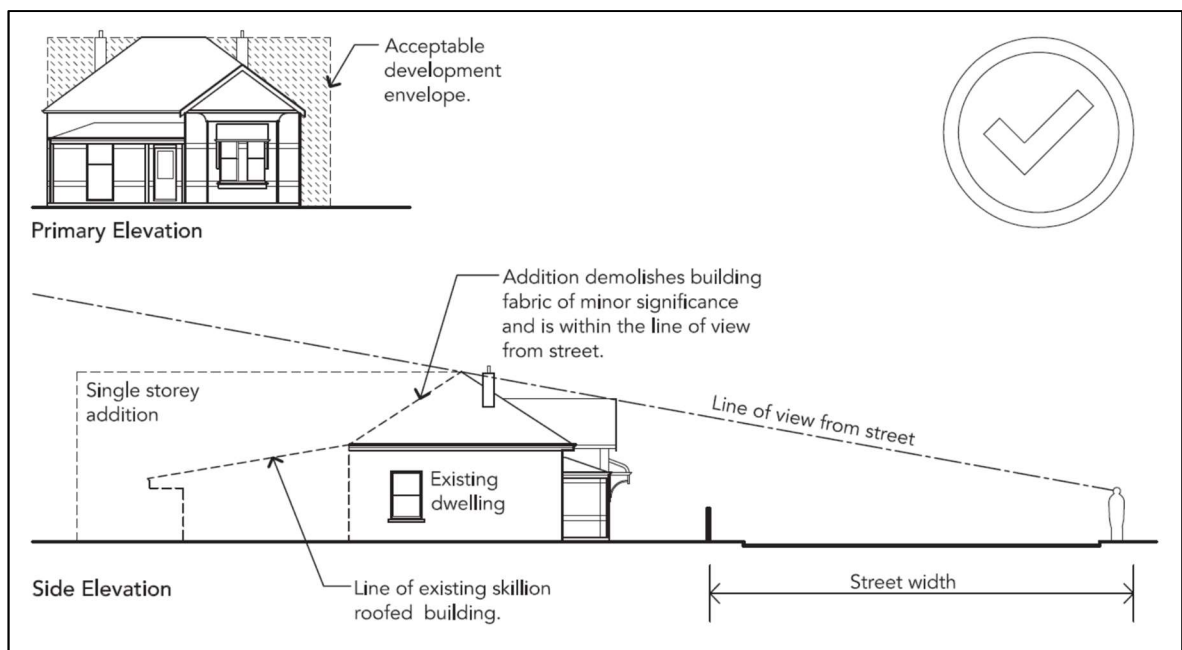 Acceptable
development
envelope.
Primary Elevation
Addition demolishes building
fabric of minor significance
and is within the line of view
from street.
Single storey
addition
Line of view from street
Existing
dwelling
Side Elevation
Line of existing skillion
roofed building.
Street width